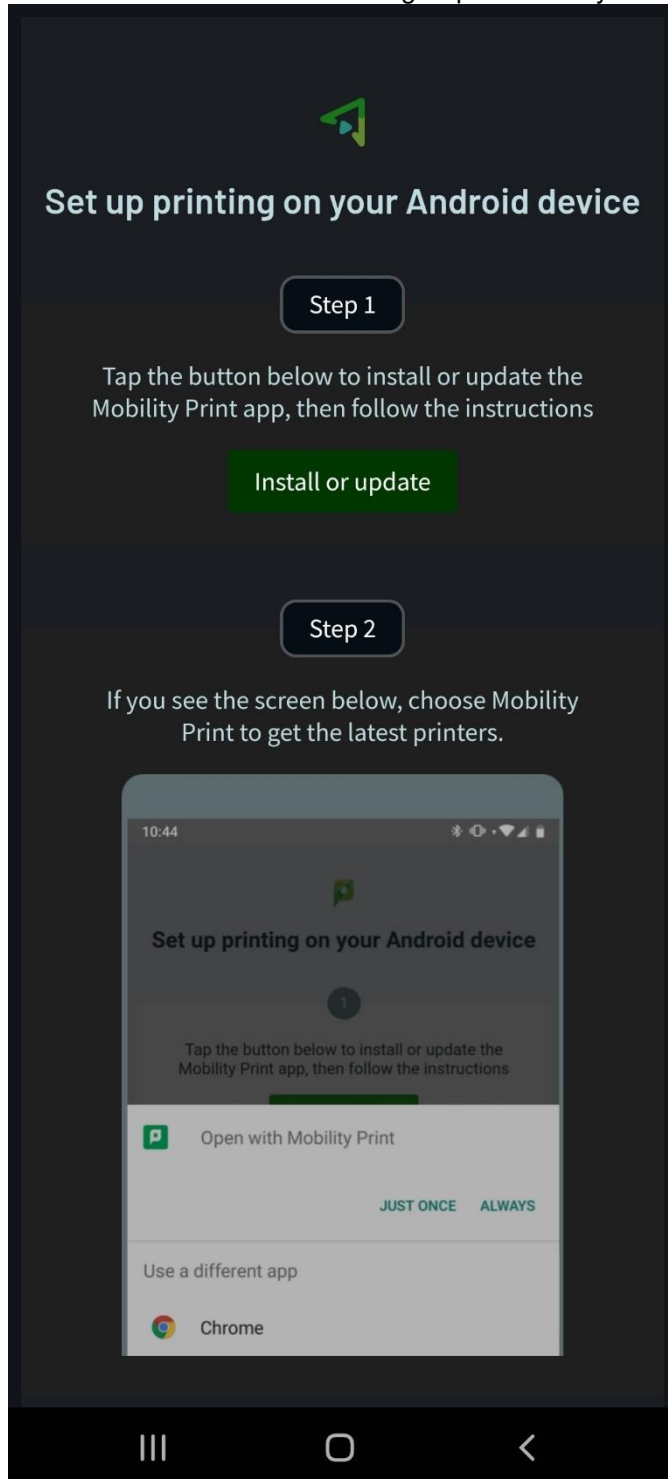 Set up printing on your Android device
Step 1
Tap the button below to install or update the
Mobility Print app, then follow the instructions
Install or update
Step 2
If you see the screen below, choose Mobility
Print to get the latest printers.
10:44
Set up printing on your Android device
1
Tap the button below to install or update the
Mobility Print app, then follow the instructions
Open with Mobility Print
JUST ONCE ALWAYS
Use a different app
Chrome